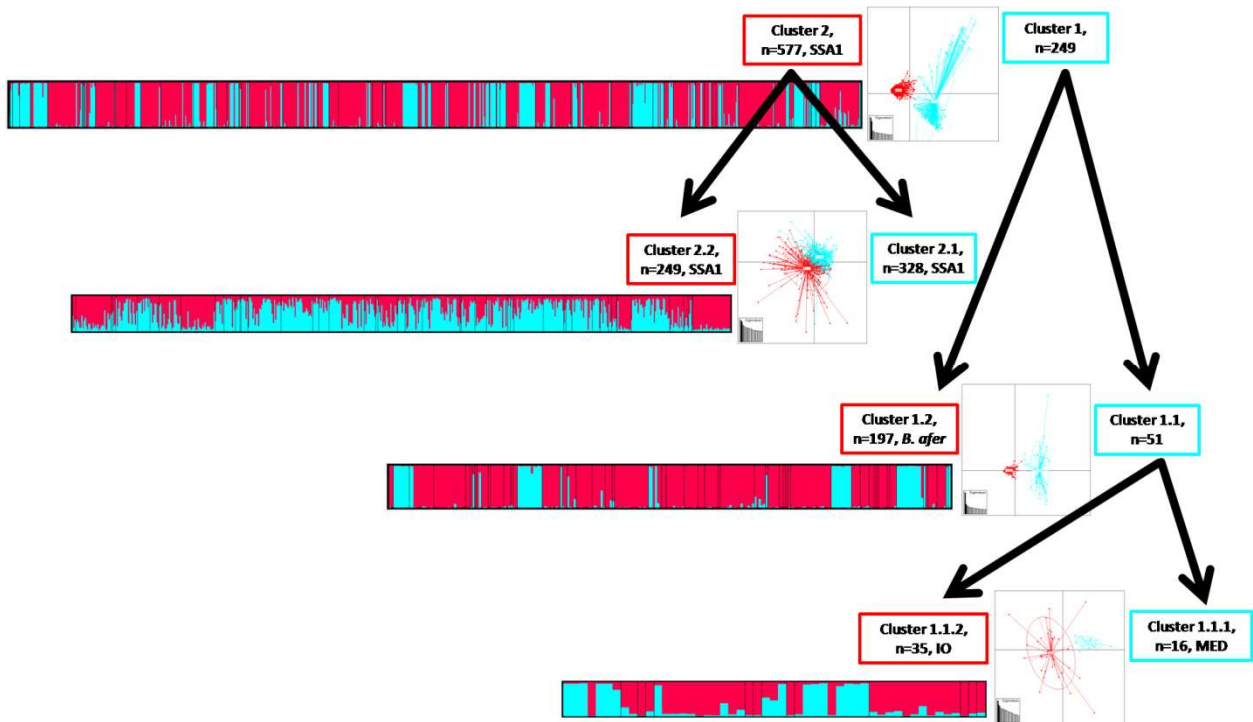 Cluster 2,
n=577, SSA1
Cluster 1,
n=249
Cluster 2.2,
n=249, SSA1
Cluster 2.1,
n=328, SSA1
Cluster 1.2,
n=197, B. afer
Cluster 1.1,
n=51
Cluster 1.1.2,
n=35, IO
Cluster 1.1.1,
n=16, MED